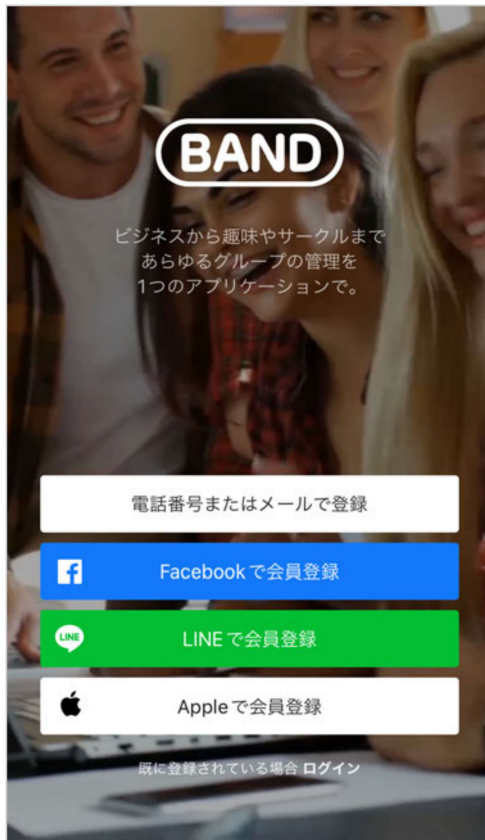 BAND
ビジネスから趣味やサークルまで
あらゆるグループの管理を
1つのアプリケーションで。
電話番号またはメールで登録
Facebookで会員登録
LINE
LINEで会員登録
Appleで会員登録
既に登録されている場合 ログイン